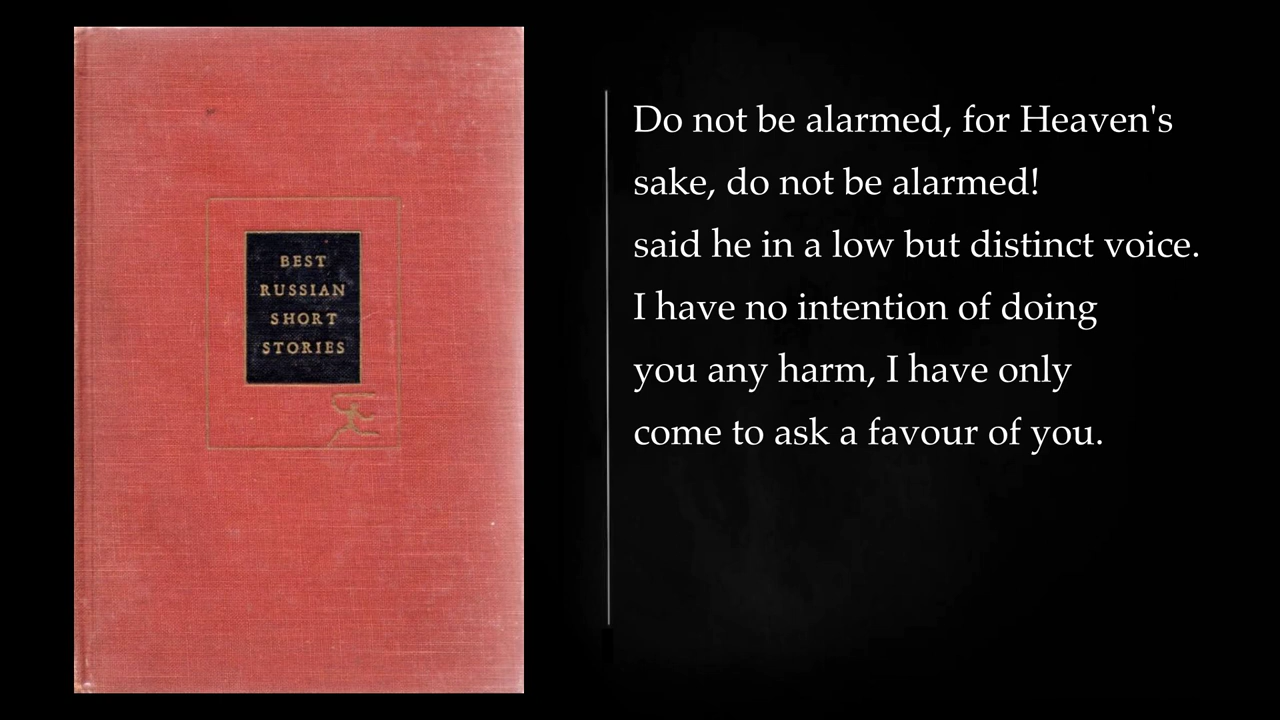 BEST
RUSSIAN
SHORT
STORIES
Do not be alarmed, for Heaven's
sake, do not be alarmed!
said he in a low but distinct voice.
I have no intention of doing
you any harm, I have only
come to ask a favour of you.